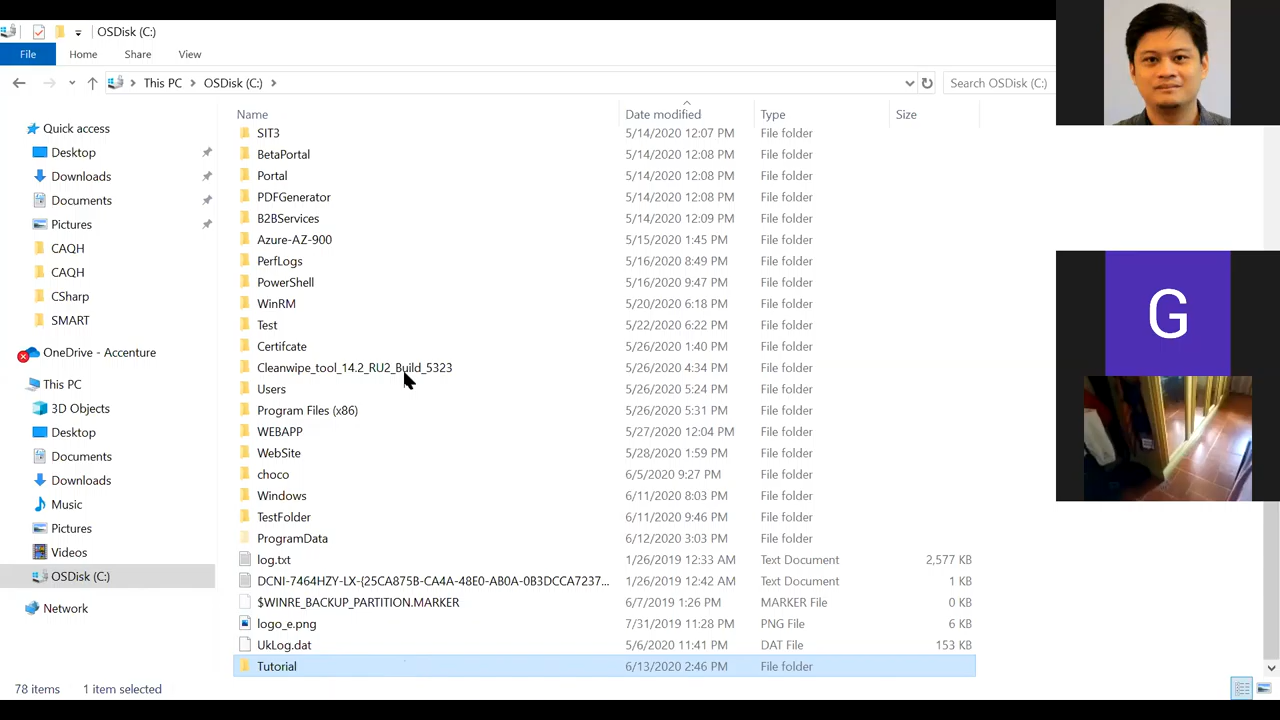 OSDisk (C:)
File Home Share View
This PC OSDisk (C:) Search OSDisk (C:)
Name Date modified Type Size
Quick access
Desktop
Downloads
Documents
Pictures
CAQH
CAQH
CSharp
SMART
OneDrive - Accenture
This PC
3D Objects
Desktop
Documents
Downloads
Music
Pictures
Videos
OSDisk (C:)
Network
SIT3 5/14/2020 12:07 PM File folder
BetaPortal 5/14/2020 12:08 PM File folder
Portal 5/14/2020 12:08 PM File folder
PDFGenerator 5/14/2020 12:08 PM File folder
B2BServices 5/14/2020 12:09 PM File folder
Azure-AZ-900 5/15/2020 1:45 PM File folder
PerfLogs 5/16/2020 8:49 PM File folder
PowerShell 5/16/2020 9:47 PM File folder
WinRM 5/20/2020 6:18 PM File folder
Test 5/22/2020 6:22 PM File folder
Certifcate 5/26/2020 1:40 PM File folder
Cleanwipe_tool_14.2_RU2_Build_5323 5/26/2020 4:34 PM File folder
Users 5/26/2020 5:24 PM File folder
Program Files (x86) 5/26/2020 5:31 PM File folder
WEBAPP 5/27/2020 12:04 PM File folder
WebSite 5/28/2020 1:59 PM File folder
choco 6/5/2020 9:27 PM File folder
Windows 6/11/2020 8:03 PM File folder
TestFolder 6/11/2020 9:46 PM File folder
ProgramData 6/12/2020 3:03 PM File folder
log.txt 1/26/2019 12:33 AM Text Document 2,577 KB
DCNI-7464HZY-LX-{25CA875B-CA4A-48E0-AB0A-0B3DCCA7237... 1/26/2019 12:42 AM Text Document 1 KB
$WINRE_BACKUP_PARTITION.MARKER 6/7/2019 1:26 PM MARKER File 0 KB
logo_e.png 7/31/2019 11:28 PM PNG File 6 KB
UkLog.dat 5/6/2020 11:41 PM DAT File 153 KB
Tutorial 6/13/2020 2:46 PM File folder
78 items 1 item selected
G